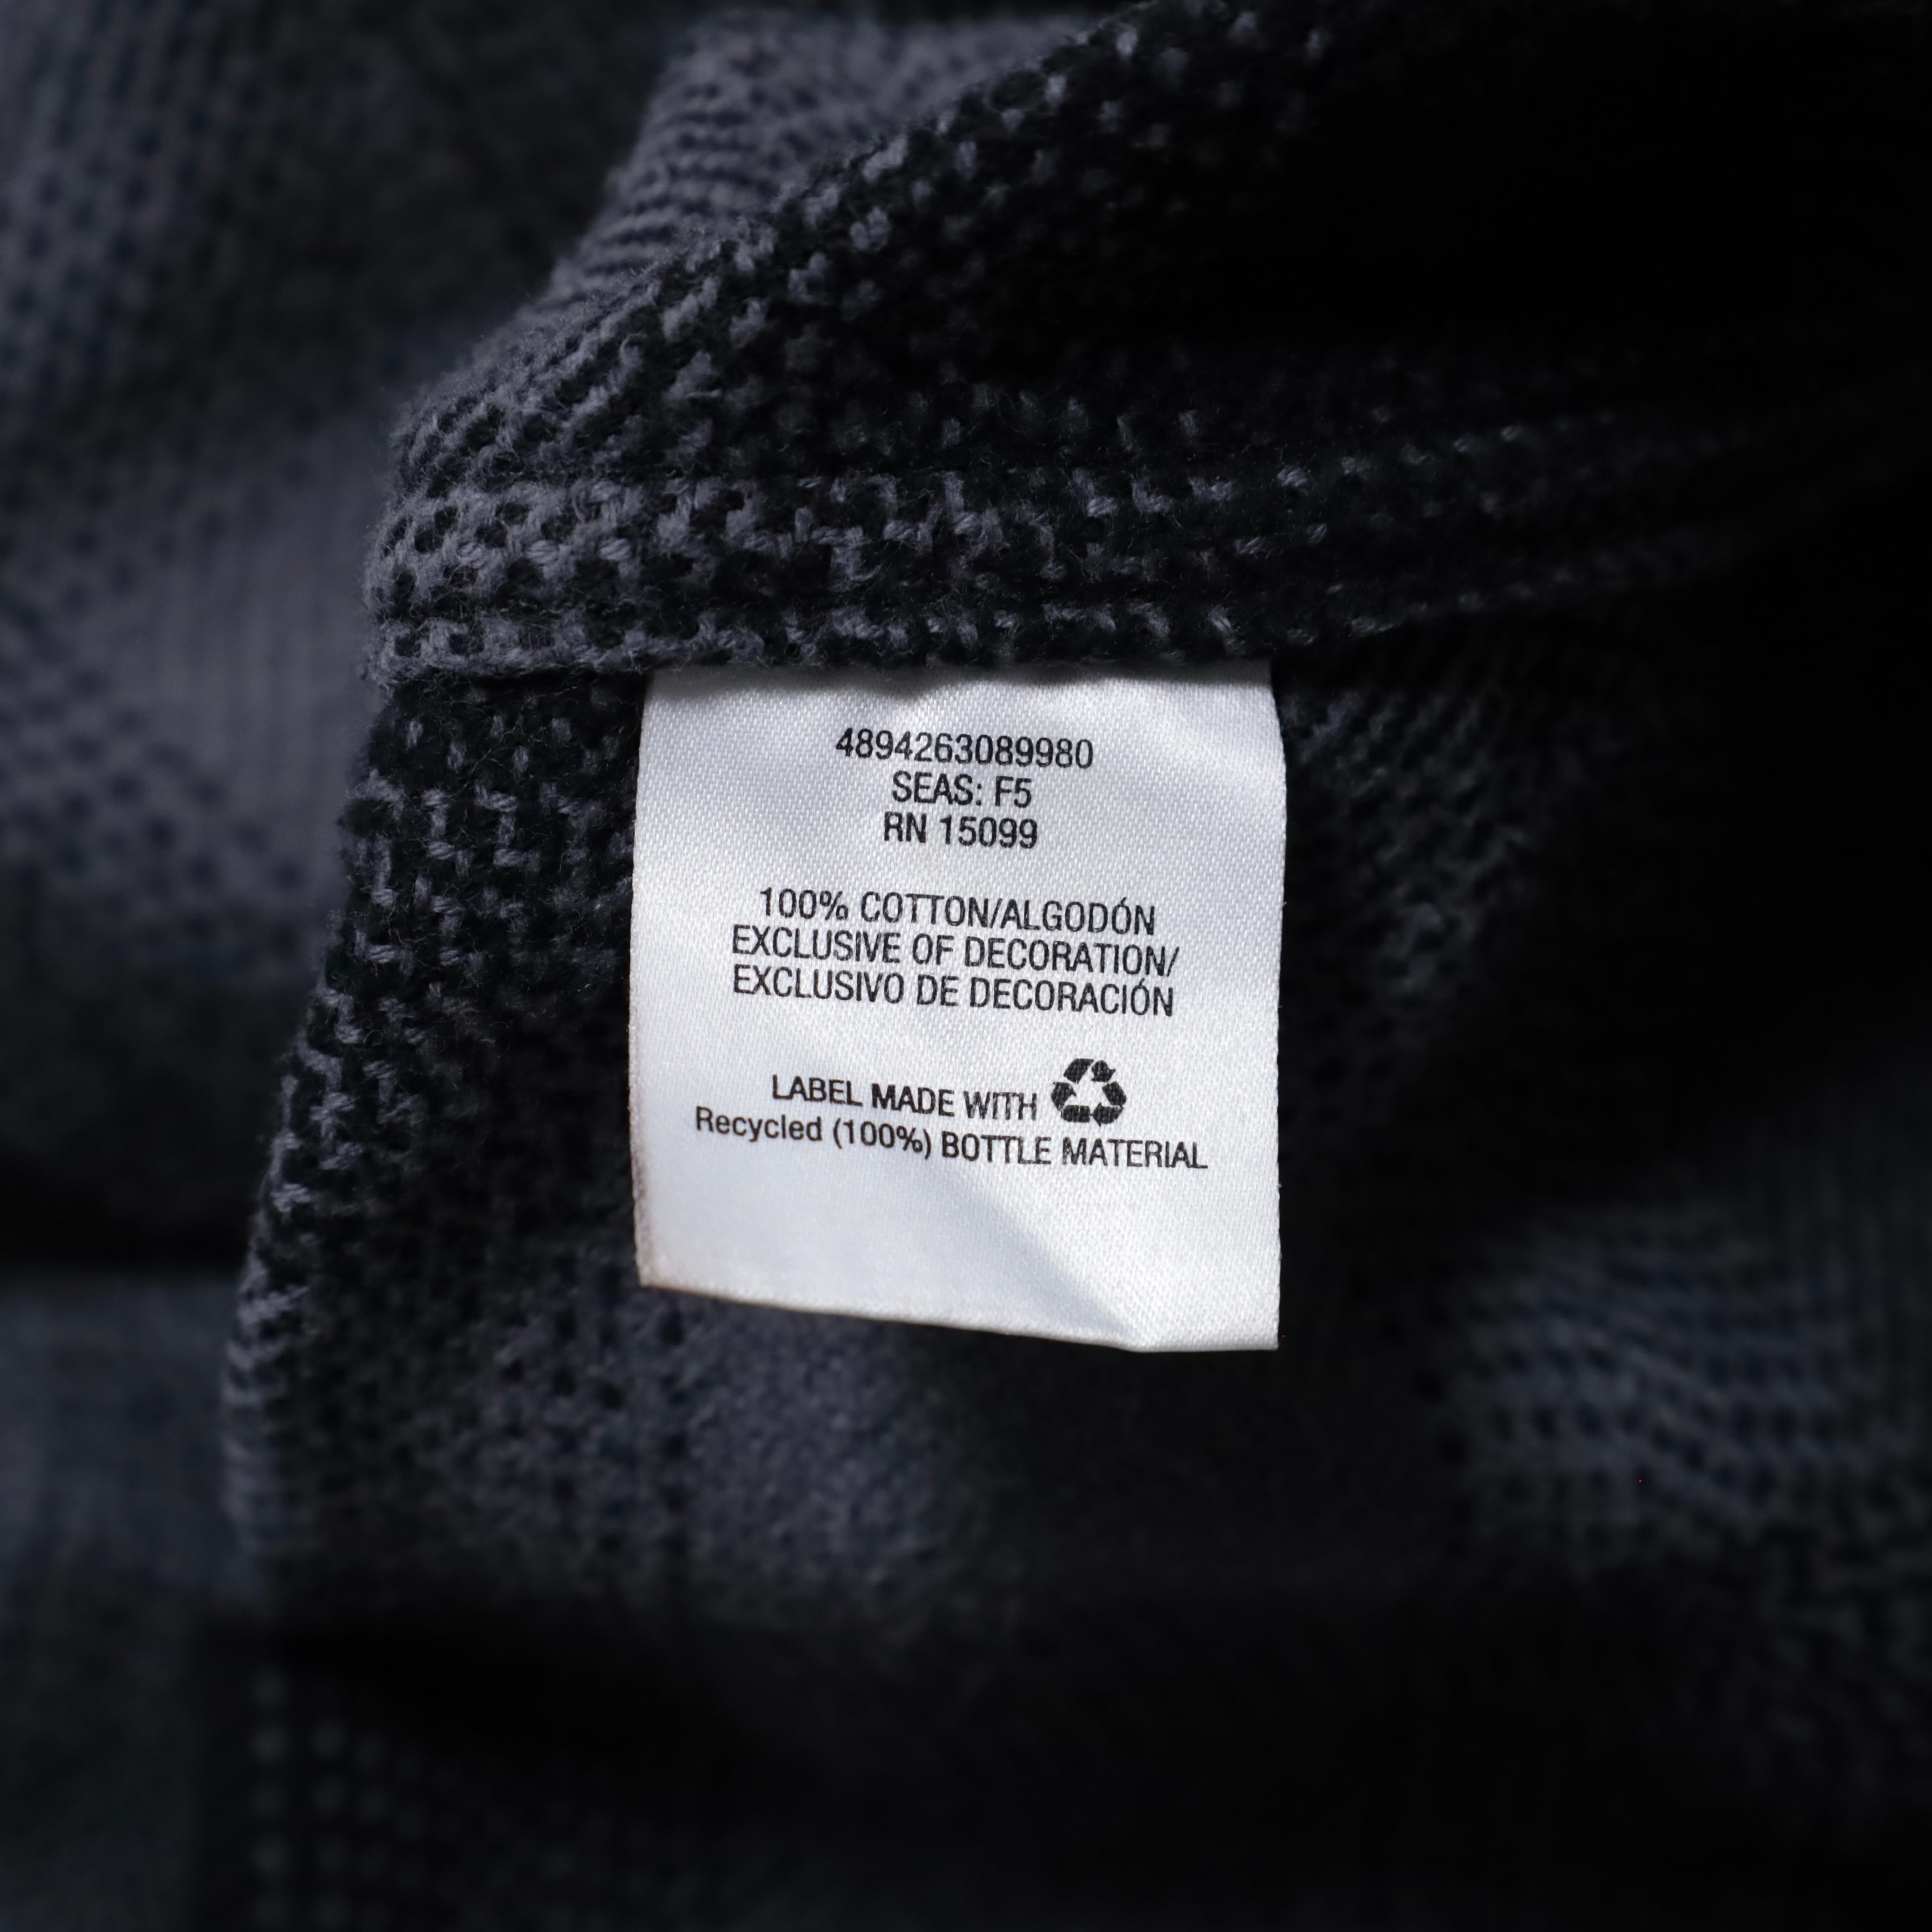 4894263089980
SEAS: F5
RN 15099
100% COTTON/ALGODÓN
EXCLUSIVE OF DECORATION/
EXCLUSIVO DE DECORACIÓN
LABEL MADE WITH
Recycled (100%) BOTTLE MATERIAL